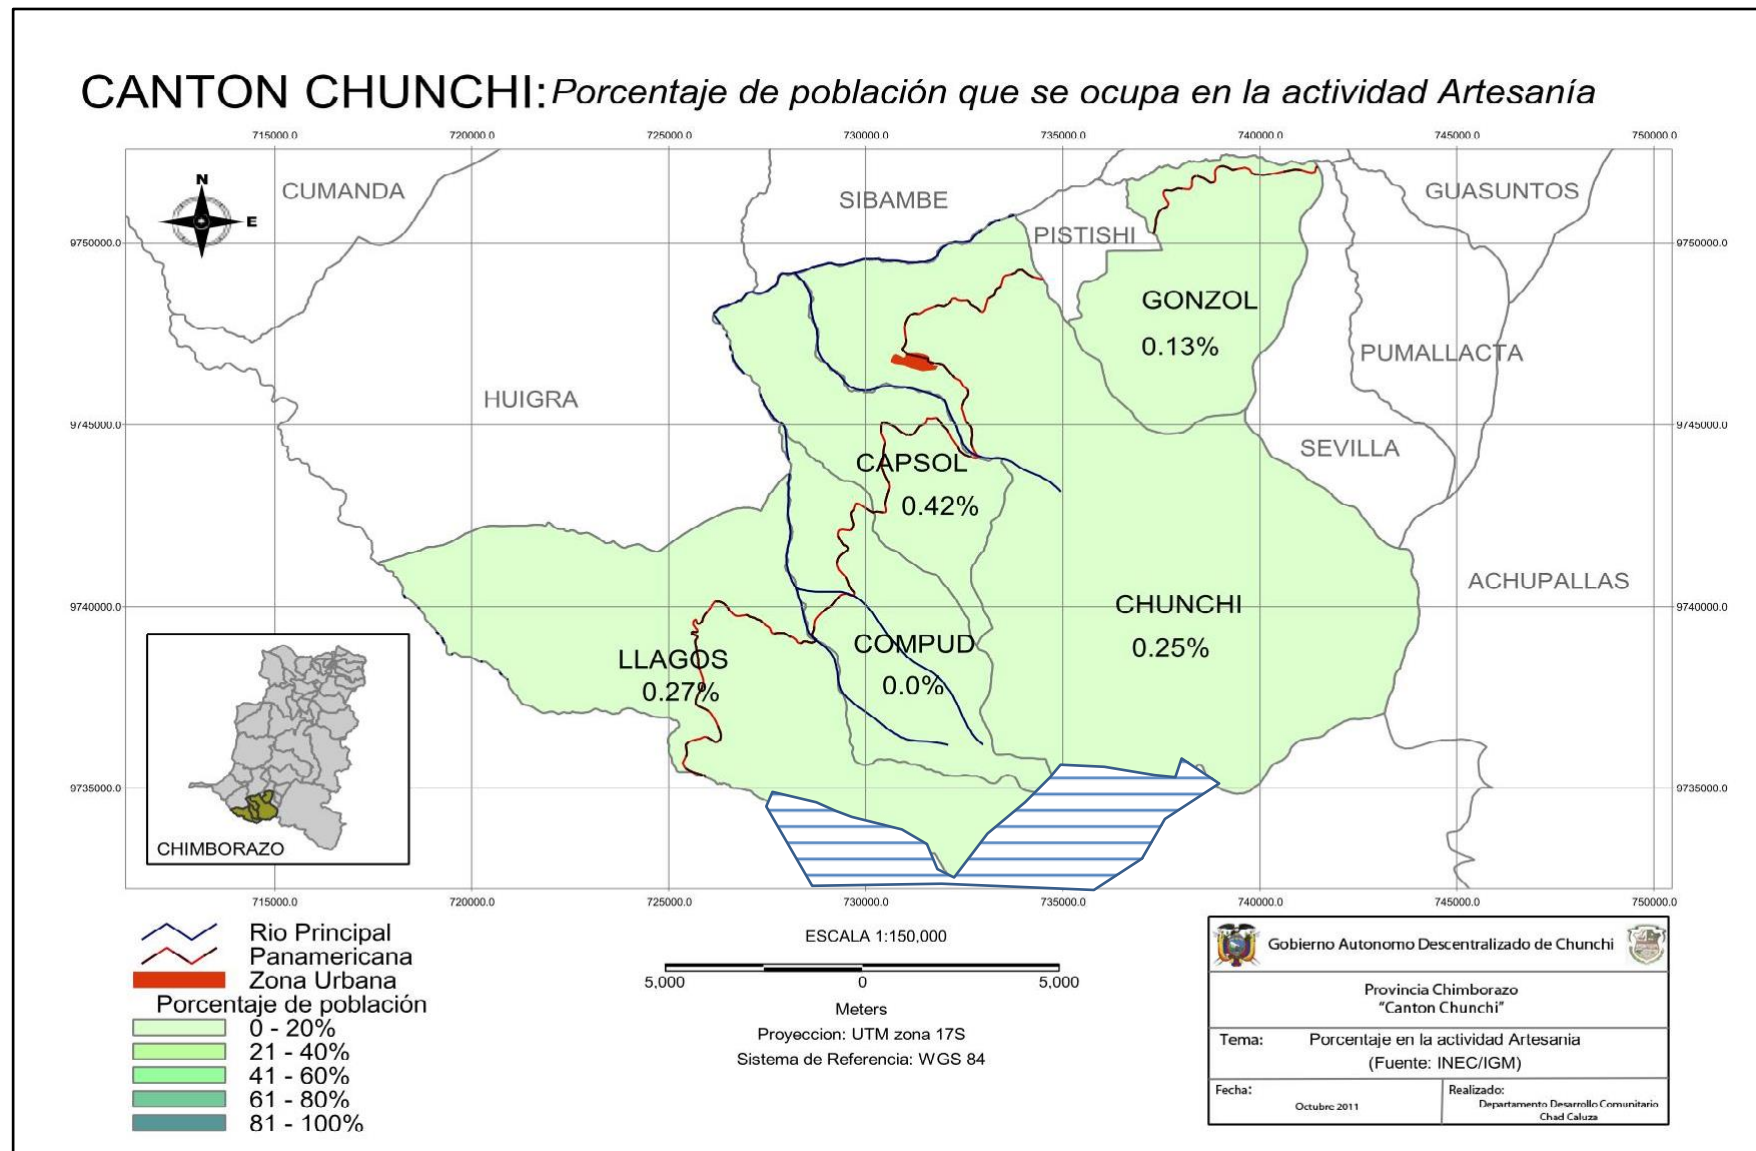 CANTON CHUNCHI: Porcentaje de población que se ocupa en la actividad Artesanía
715000.0 720000.0 725000.0 730000.0 735000.0 740000.0 745000.0 750000.0
N
E
CUMANDA
SIBAMBE
GUASUNTOS
PISTISHI
9750000.0 9750000.0
GONZOL
0.13%
PUMALLACTA
HUIGRA
9745000.0 9745000.0
SEVILLA
CAPSOL
0.42%
ACHUPALLAS
9740000.0 9740000.0
CHUNCHI
0.25%
COMPUD
0.0%
LLAGOS
0.27%
9735000.0 9735000.0
CHIMBORAZO
715000.0 720000.0 725000.0 730000.0 735000.0 740000.0 745000.0 750000.0
Rio Principal
Panamericana
Zona Urbana
Porcentaje de población
0 - 20%
21 - 40%
41 - 60%
61 - 80%
81 - 100%
ESCALA 1:150,000
5,000 0 5,000
Meters
Proyeccion: UTM zona 17S
Sistema de Referencia: WGS 84
Gobierno Autonomo Descentralizado de Chunchi
Provincia Chimborazo
"Canton Chunchi"
Tema: Porcentaje en la actividad Artesania
(Fuente: INEC/IGM)
Fecha:
Octubre 2011
Realizado:
Departamento Desarrollo Comunitario
Chad Caluza